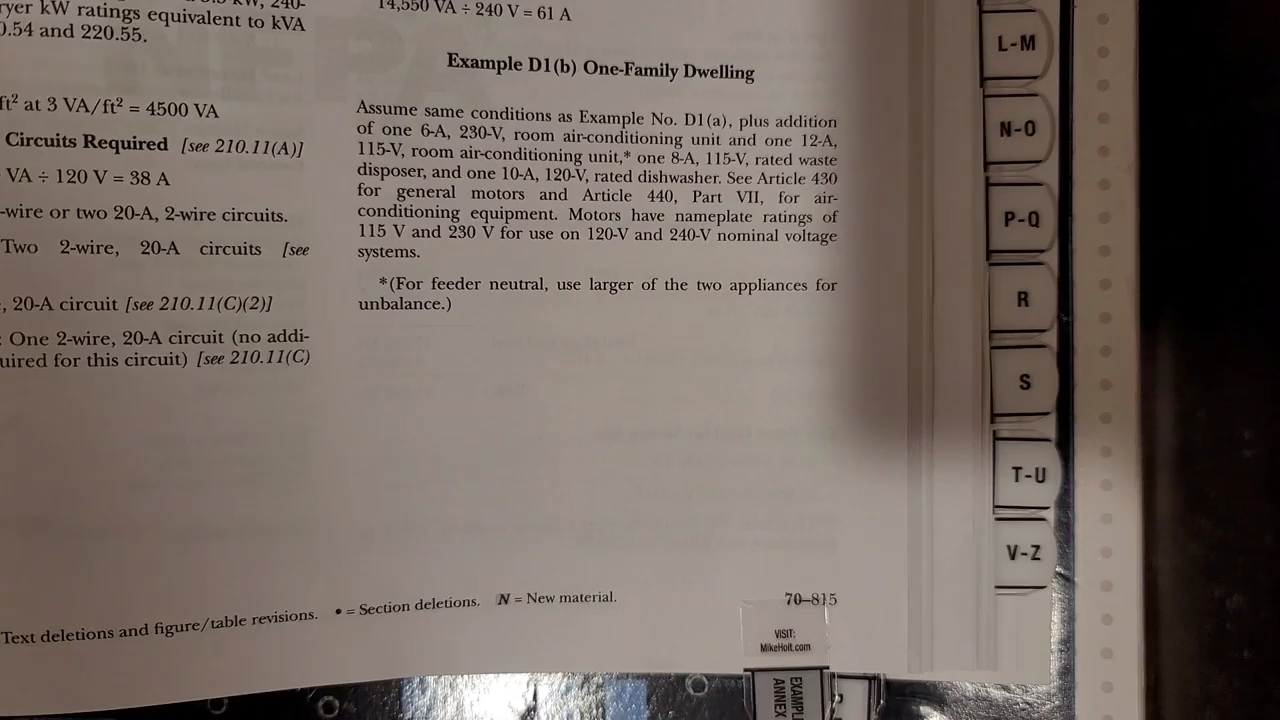 ryer kW ratings equivalent to kVA
0.54 and 220.55.
ft² at 3 VA/ft² = 4500 VA
Circuits Required [see 210.11(A)]
VA ÷ 120 V = 38 A
-wire or two 20-A, 2-wire circuits.
Two 2-wire, 20-A circuits [see
, 20-A circuit [see 210.11(C)(2)]
: One 2-wire, 20-A circuit (no addi-
uired for this circuit) [see 210.11(C)
14,550 VA ÷ 240 V = 61 A
Example D1(b) One-Family Dwelling
Assume same conditions as Example No. D1(a), plus addition
of one 6-A, 230-V, room air-conditioning unit and one 12-A,
115-V, room air-conditioning unit,* one 8-A, 115-V, rated waste
disposer, and one 10-A, 120-V, rated dishwasher. See Article 430
for general motors and Article 440, Part VII, for air-
conditioning equipment. Motors have nameplate ratings of
115 V and 230 V for use on 120-V and 240-V nominal voltage
systems.
*(For feeder neutral, use larger of the two appliances for
unbalance.)
Text deletions and figure/table revisions. • = Section deletions. N = New material.
70–815
VISIT:
MikeHolt.com
EXAMPL
ANNEX
L-M
N-O
P-Q
R
S
T-U
V-Z